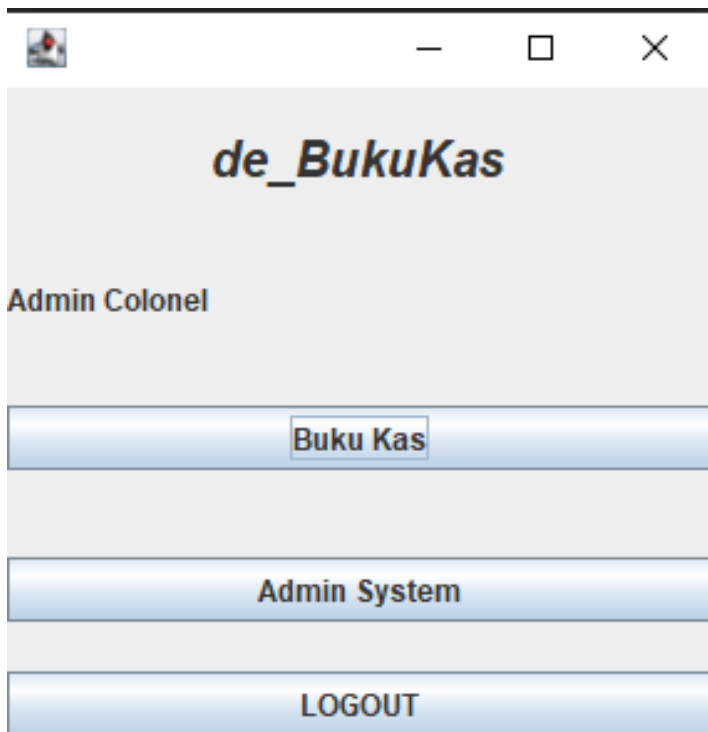 de_BukuKas
Admin Colonel
Buku Kas
Admin System
LOGOUT